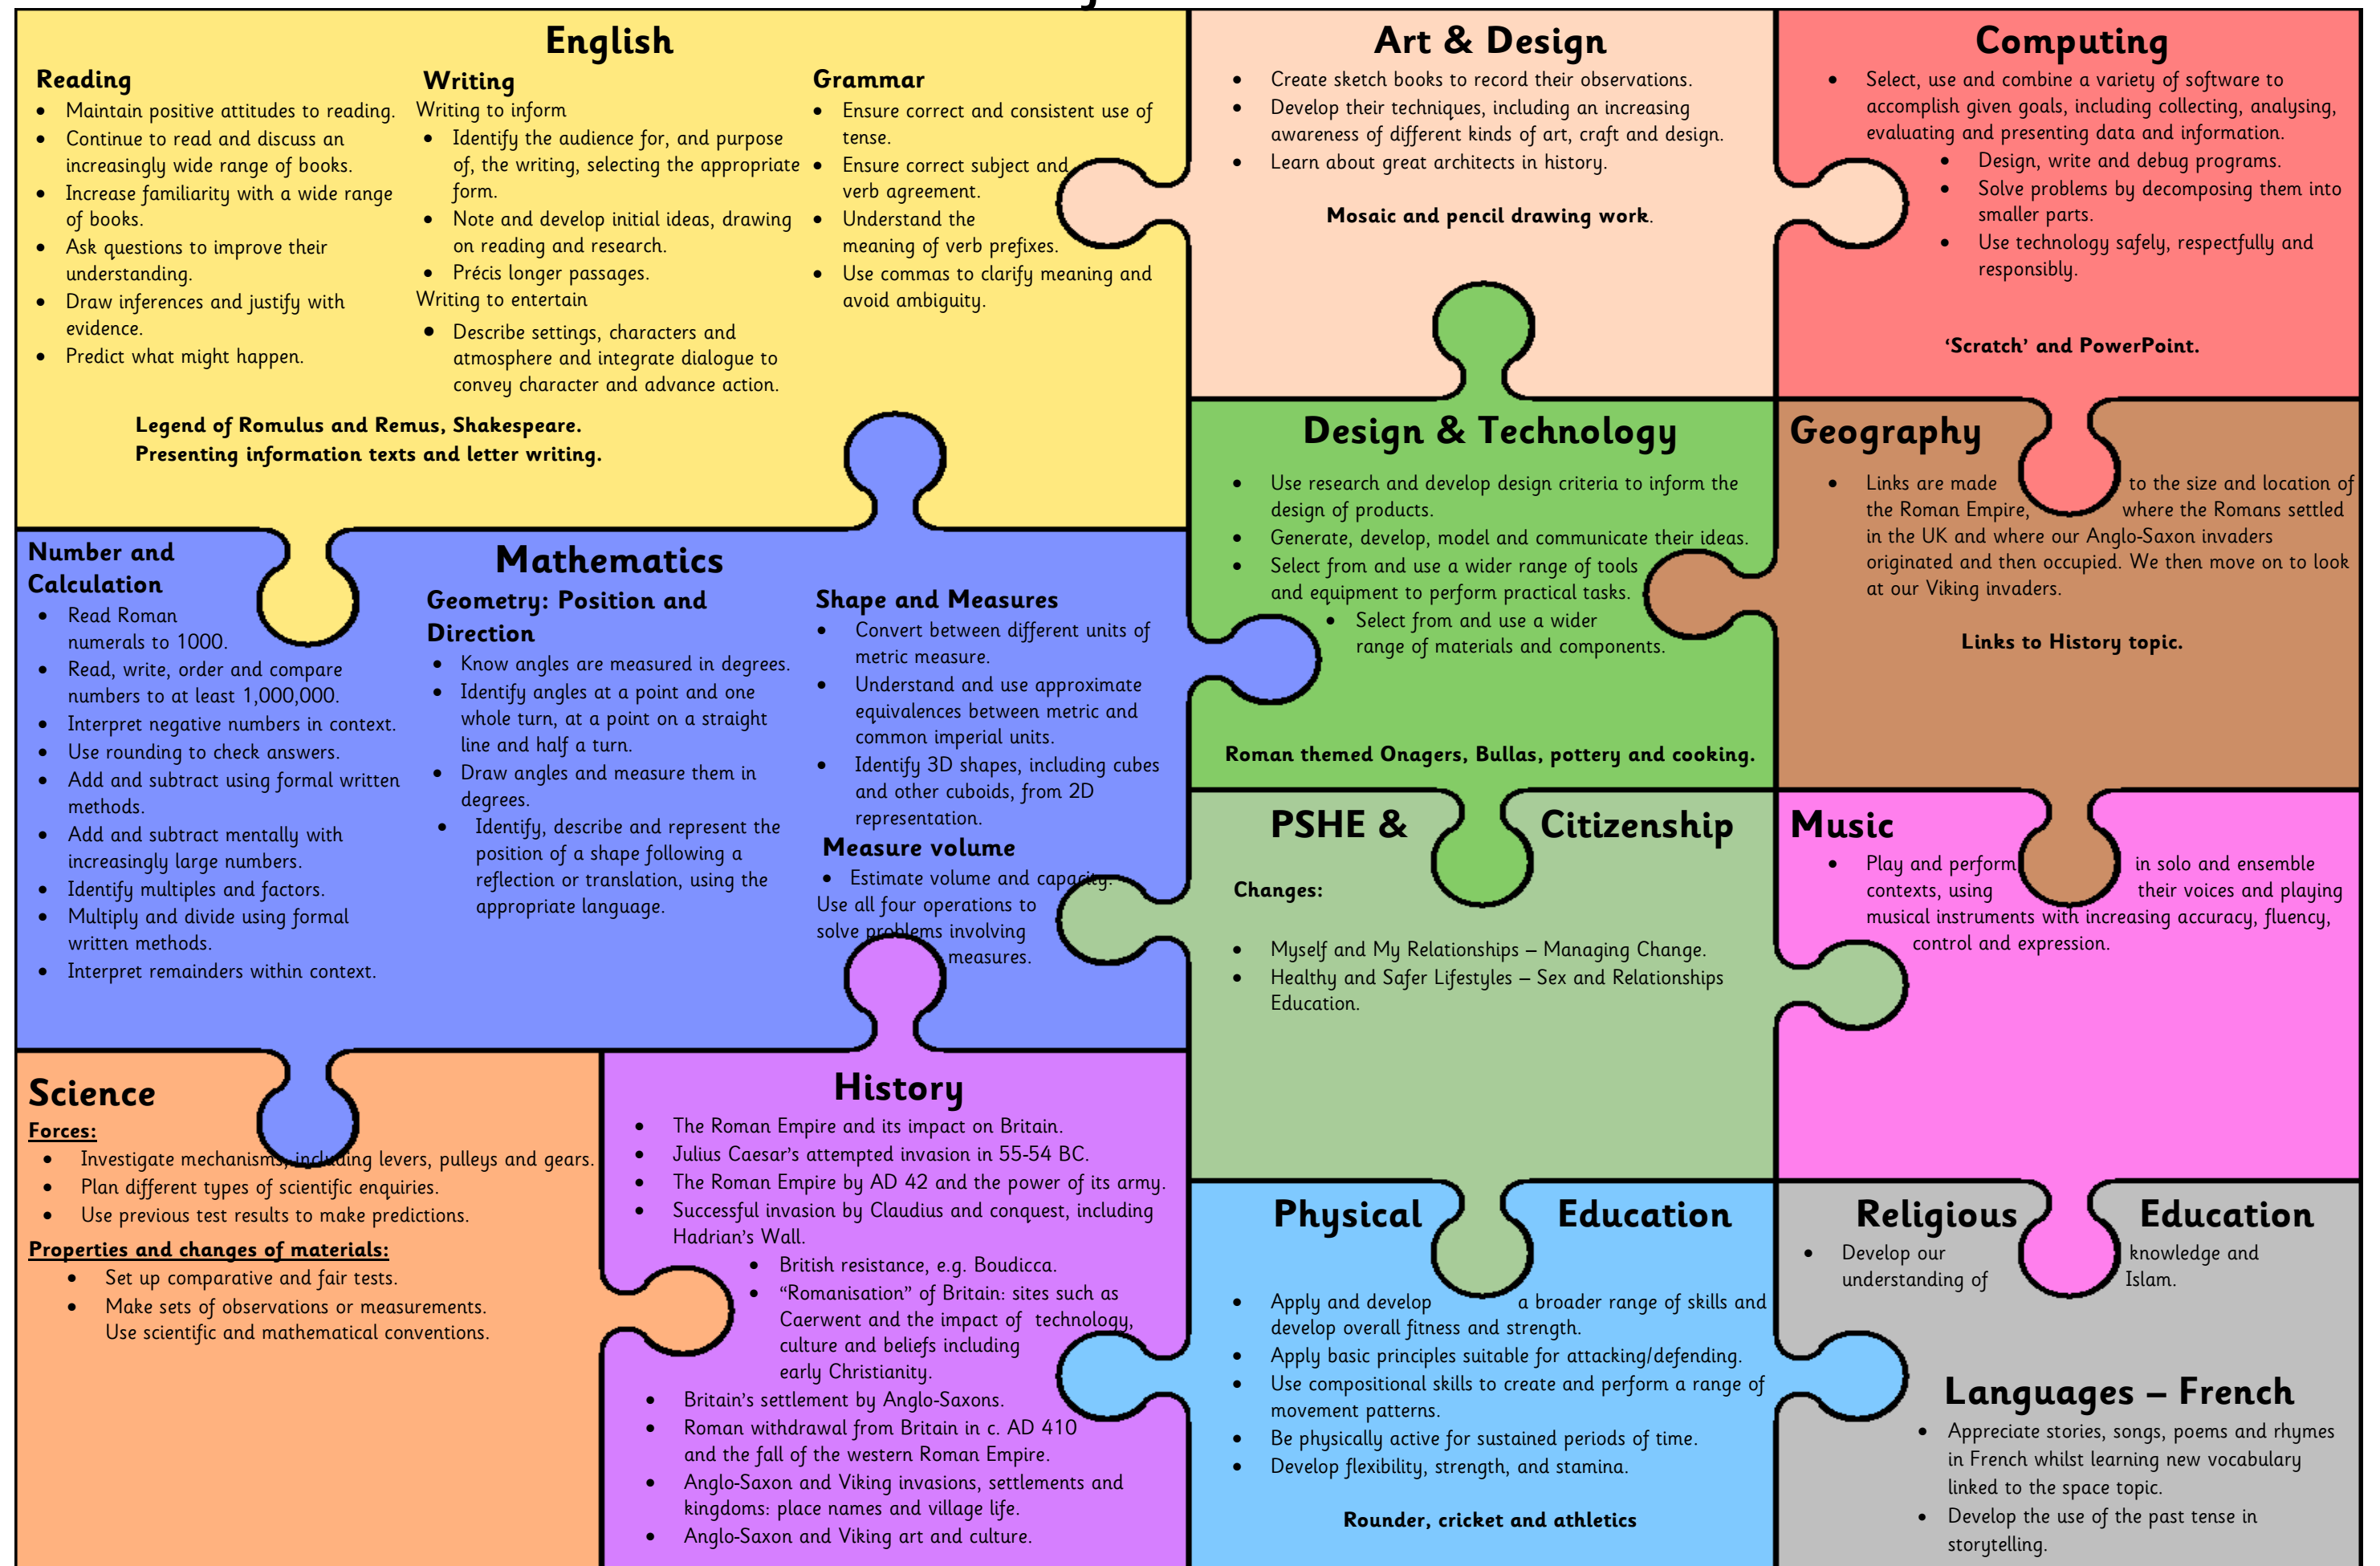 English
Reading
• Maintain positive attitudes to reading.
• Continue to read and discuss an
increasingly wide range of books.
• Increase familiarity with a wide range
of books.
• Ask questions to improve their
understanding.
• Draw inferences and justify with
evidence.
• Predict what might happen.
Writing
Writing to inform
• Identify the audience for, and purpose
of, the writing, selecting the appropriate
form.
• Note and develop initial ideas, drawing
on reading and research.
• Précis longer passages.
Writing to entertain
• Describe settings, characters and
atmosphere and integrate dialogue to
convey character and advance action.
Grammar
• Ensure correct and consistent use of
tense.
• Ensure correct subject and
verb agreement.
• Understand the
meaning of verb prefixes.
• Use commas to clarify meaning and
avoid ambiguity.
Legend of Romulus and Remus, Shakespeare.
Presenting information texts and letter writing.
Art & Design
• Create sketch books to record their observations.
• Develop their techniques, including an increasing
awareness of different kinds of art, craft and design.
• Learn about great architects in history.
Mosaic and pencil drawing work.
Computing
• Select, use and combine a variety of software to
accomplish given goals, including collecting, analysing,
evaluating and presenting data and information.
• Design, write and debug programs.
• Solve problems by decomposing them into
smaller parts.
• Use technology safely, respectfully and
responsibly.
‘Scratch’ and PowerPoint.
Mathematics
Number and
Calculation
• Read Roman
numerals to 1000.
• Read, write, order and compare
numbers to at least 1,000,000.
• Interpret negative numbers in context.
• Use rounding to check answers.
• Add and subtract using formal written
methods.
• Add and subtract mentally with
increasingly large numbers.
• Identify multiples and factors.
• Multiply and divide using formal
written methods.
• Interpret remainders within context.
Geometry: Position and
Direction
• Know angles are measured in degrees.
• Identify angles at a point and one
whole turn, at a point on a straight
line and half a turn.
• Draw angles and measure them in
degrees.
• Identify, describe and represent the
position of a shape following a
reflection or translation, using the
appropriate language.
Shape and Measures
• Convert between different units of
metric measure.
• Understand and use approximate
equivalences between metric and
common imperial units.
• Identify 3D shapes, including cubes
and other cuboids, from 2D
representation.
Measure volume
• Estimate volume and capacity.
Use all four operations to
solve problems involving
measures.
Design & Technology
• Use research and develop design criteria to inform the
design of products.
• Generate, develop, model and communicate their ideas.
• Select from and use a wider range of tools
and equipment to perform practical tasks.
• Select from and use a wider
range of materials and components.
Roman themed Onagers, Bullas, pottery and cooking.
Geography
• Links are made to the size and location of
the Roman Empire, where the Romans settled
in the UK and where our Anglo-Saxon invaders
originated and then occupied. We then move on to look
at our Viking invaders.
Links to History topic.
PSHE & Citizenship
Changes:
• Myself and My Relationships – Managing Change.
• Healthy and Safer Lifestyles – Sex and Relationships
Education.
Music
• Play and perform in solo and ensemble
contexts, using their voices and playing
musical instruments with increasing accuracy, fluency,
control and expression.
Science
Forces:
• Investigate mechanisms, including levers, pulleys and gears.
• Plan different types of scientific enquiries.
• Use previous test results to make predictions.
Properties and changes of materials:
• Set up comparative and fair tests.
• Make sets of observations or measurements.
Use scientific and mathematical conventions.
History
• The Roman Empire and its impact on Britain.
• Julius Caesar’s attempted invasion in 55-54 BC.
• The Roman Empire by AD 42 and the power of its army.
• Successful invasion by Claudius and conquest, including
Hadrian’s Wall.
• British resistance, e.g. Boudicca.
• “Romanisation” of Britain: sites such as
Caerwent and the impact of technology,
culture and beliefs including
early Christianity.
• Britain’s settlement by Anglo-Saxons.
• Roman withdrawal from Britain in c. AD 410
and the fall of the western Roman Empire.
• Anglo-Saxon and Viking invasions, settlements and
kingdoms: place names and village life.
• Anglo-Saxon and Viking art and culture.
Physical Education
• Apply and develop a broader range of skills and
develop overall fitness and strength.
• Apply basic principles suitable for attacking/defending.
• Use compositional skills to create and perform a range of
movement patterns.
• Be physically active for sustained periods of time.
• Develop flexibility, strength, and stamina.
Rounder, cricket and athletics
Religious Education
• Develop our knowledge and
understanding of Islam.
Languages – French
• Appreciate stories, songs, poems and rhymes
in French whilst learning new vocabulary
linked to the space topic.
• Develop the use of the past tense in
storytelling.